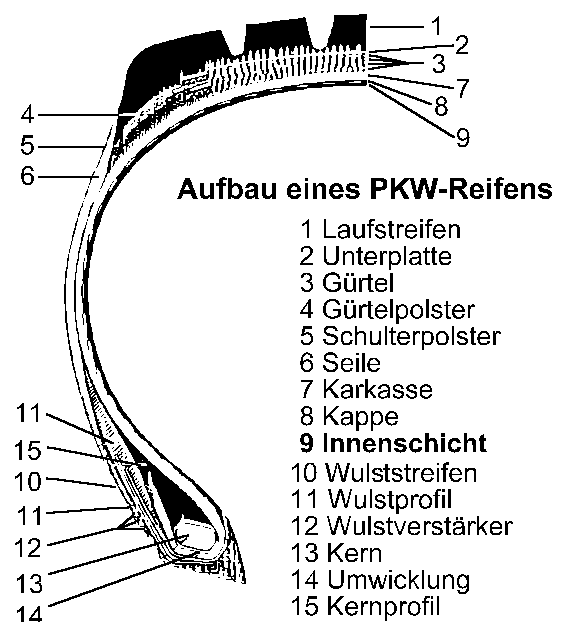 1
2
3
7
8
9
4
5
6
Aufbau eines PKW-Reifens
1 Laufstreifen
2 Unterplatte
3 Gürtel
4 Gürtelpolster
5 Schulterpolster
6 Seile
7 Karkasse
8 Kappe
9 Innenschicht
10 Wulststreifen
11 Wulstprofil
12 Wulstverstärker
13 Kern
14 Umwicklung
15 Kernprofil
11
15
10
11
12
13
14